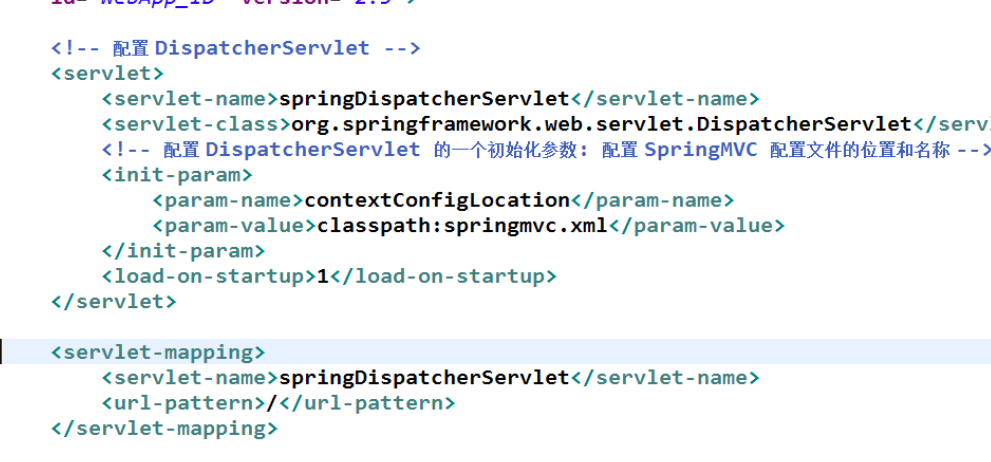 id="WebApp_ID" version="2.5">
<!-- 配置 DispatcherServlet -->
<servlet>
<servlet-name>springDispatcherServlet</servlet-name>
<servlet-class>org.springframework.web.servlet.DispatcherServlet</servl
<!-- 配置 DispatcherServlet 的一个初始化参数: 配置 SpringMVC 配置文件的位置和名称 -->
<init-param>
<param-name>contextConfigLocation</param-name>
<param-value>classpath:springmvc.xml</param-value>
</init-param>
<load-on-startup>1</load-on-startup>
</servlet>
<servlet-mapping>
<servlet-name>springDispatcherServlet</servlet-name>
<url-pattern>/</url-pattern>
</servlet-mapping>